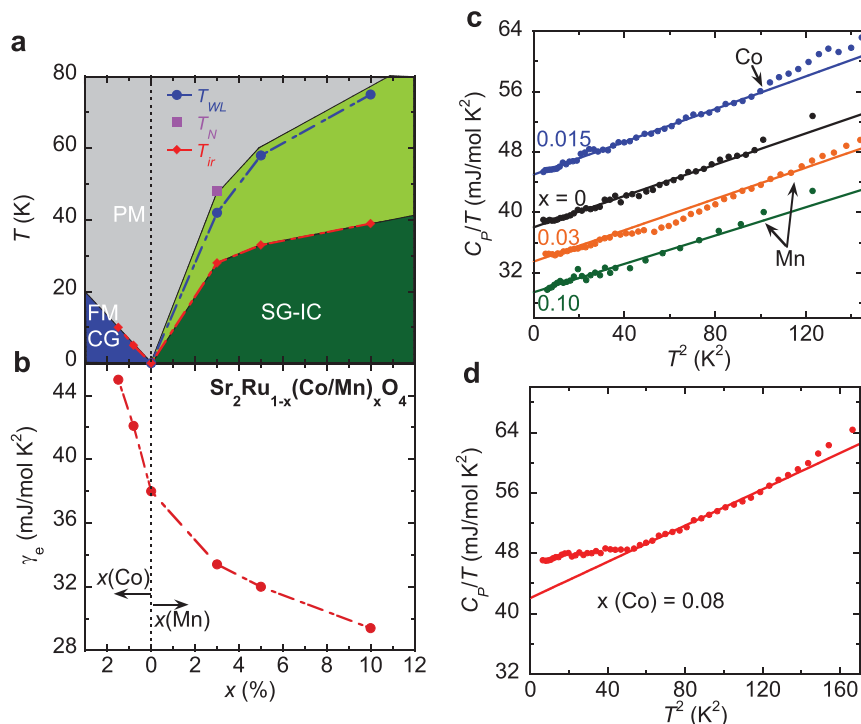 a
80
60
40
20
0
T (K)
T_WL
T_N
T_ir
PM
FM
CG
SG-IC
b
Sr2Ru1-x(Co/Mn)xO4
44
40
36
32
28
γe (mJ/mol K2)
x(Co)
x(Mn)
2 0 2 4 6 8 10 12
x (%)
c
64
56
48
40
32
CP/T (mJ/mol K2)
Co
0.015
x = 0
0.03
Mn
0.10
0 40 80 120
T2 (K2)
d
64
56
48
40
32
CP/T (mJ/mol K2)
x (Co) = 0.08
0 40 80 120 160
T2 (K2)